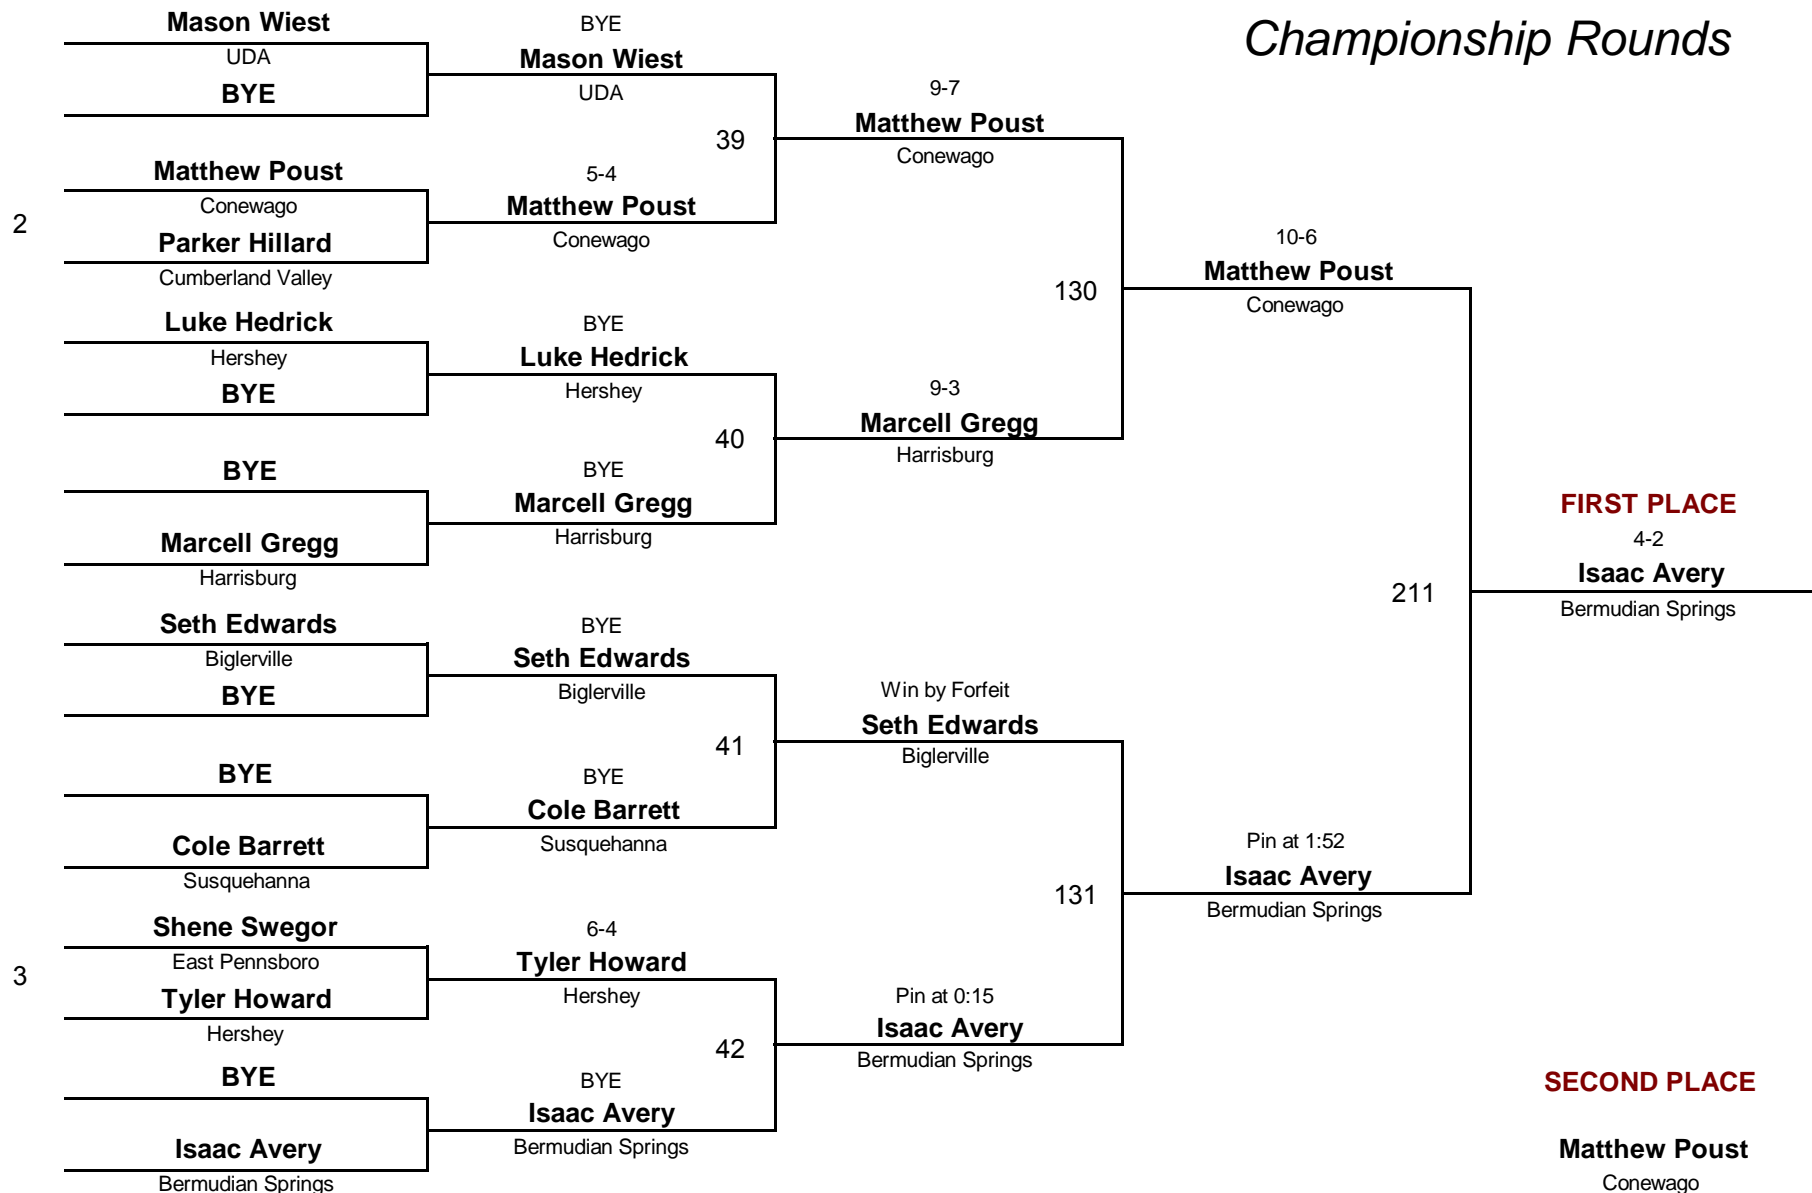 Championship Rounds
Mason Wiest
UDA
BYE
2
Matthew Poust
Conewago
Parker Hillard
Cumberland Valley
Luke Hedrick
Hershey
BYE
BYE
Marcell Gregg
Harrisburg
Seth Edwards
Biglerville
BYE
BYE
Cole Barrett
Susquehanna
3
Shene Swegor
East Pennsboro
Tyler Howard
Hershey
BYE
Isaac Avery
Bermudian Springs
BYE
Mason Wiest
UDA
39
5-4
Matthew Poust
Conewago
BYE
Luke Hedrick
Hershey
40
BYE
Marcell Gregg
Harrisburg
BYE
Seth Edwards
Biglerville
41
BYE
Cole Barrett
Susquehanna
6-4
Tyler Howard
Hershey
42
BYE
Isaac Avery
Bermudian Springs
9-7
Matthew Poust
Conewago
130
9-3
Marcell Gregg
Harrisburg
Win by Forfeit
Seth Edwards
Biglerville
131
Pin at 0:15
Isaac Avery
Bermudian Springs
10-6
Matthew Poust
Conewago
211
Pin at 1:52
Isaac Avery
Bermudian Springs
FIRST PLACE
4-2
Isaac Avery
Bermudian Springs
SECOND PLACE
Matthew Poust
Conewago